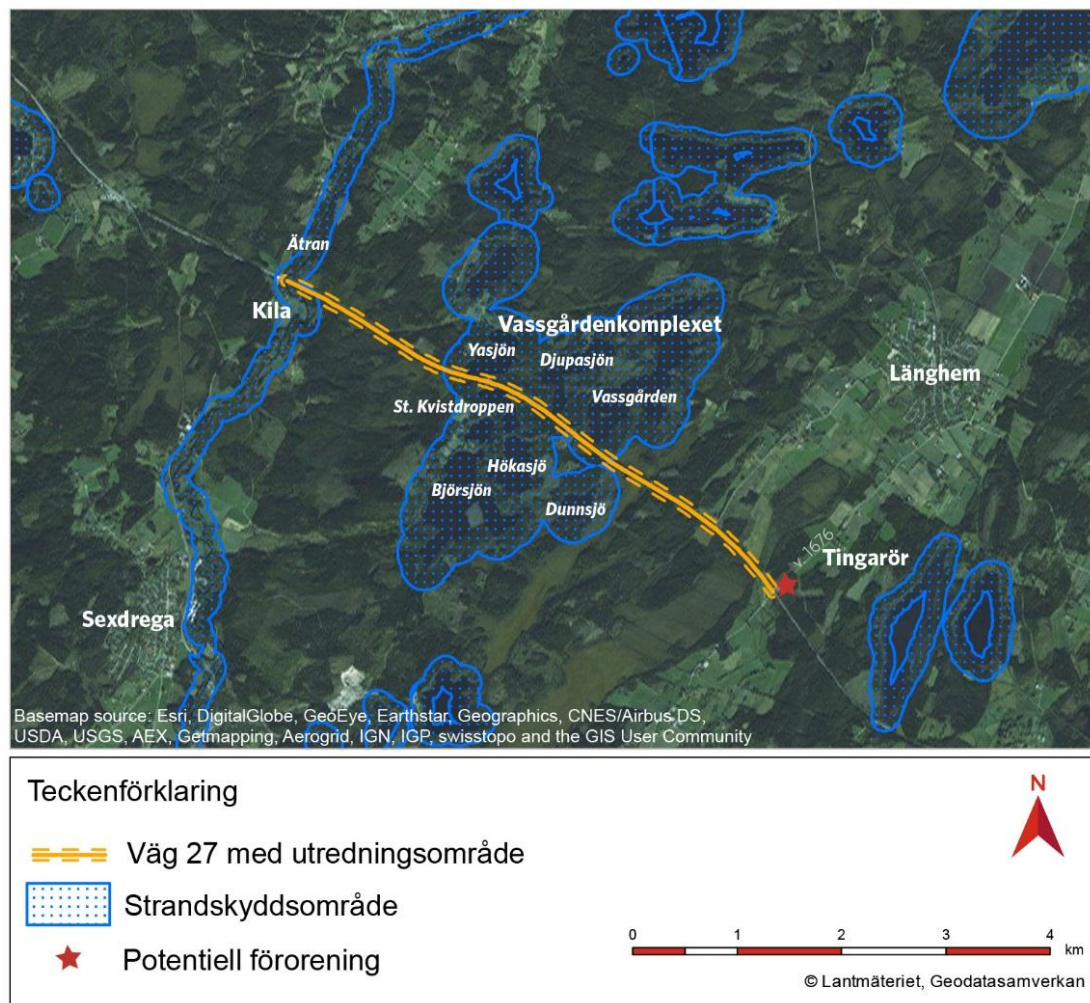 Ätran
Kila
Vassgårdenkomplexet
Yasjön
Djupasjön
Länghem
Vassgården
St. Kvistdroppen
Hökasjö
Björsjön
Dunnsjö
v. 1676
Tingarör
Sexdrega
Basemap source: Esri, DigitalGlobe, GeoEye, Earthstar, Geographics, CNES/Airbus DS,
USDA, USGS, AEX, Getmapping, Aerogrid, IGN, IGP, swisstopo and the GIS User Community
Teckenförklaring
N
Väg 27 med utredningsområde
Strandskyddsområde
Potentiell förorening
0 1 2 3 4
km
© Lantmäteriet, Geodatasamverkan